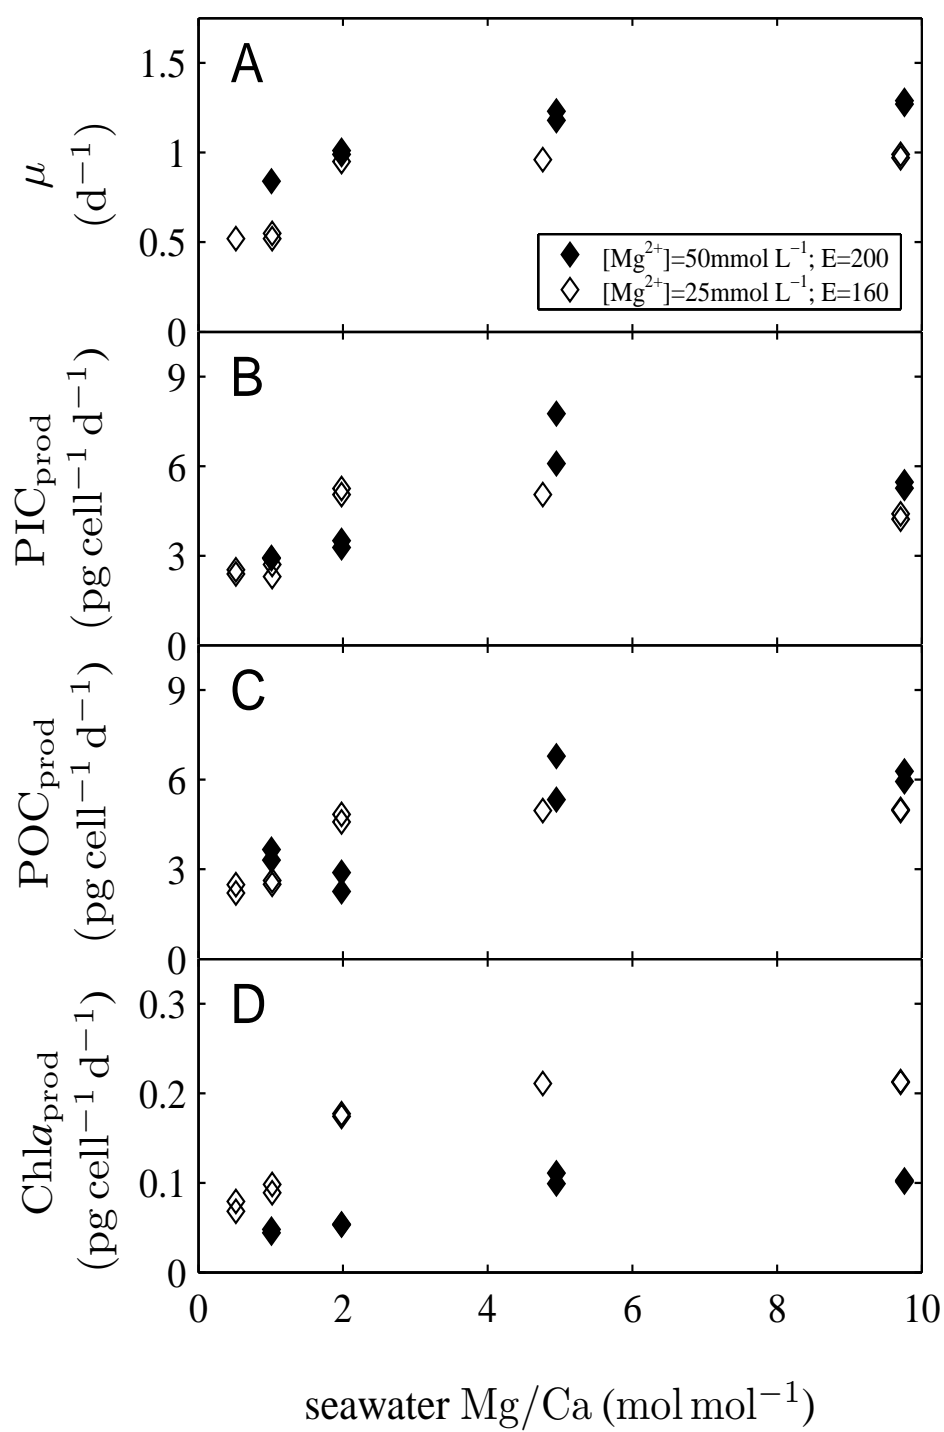 A
1.5
1
0.5
0
μ
(d⁻¹)
[Mg²⁺]=50mmol L⁻¹; E=200
[Mg²⁺]=25mmol L⁻¹; E=160
B
9
6
3
0
PIC_prod
(pg cell⁻¹ d⁻¹)
C
9
6
3
0
POC_prod
(pg cell⁻¹ d⁻¹)
D
0.3
0.2
0.1
0
Chla_prod
(pg cell⁻¹ d⁻¹)
0 2 4 6 8 10
seawater Mg/Ca (mol mol⁻¹)